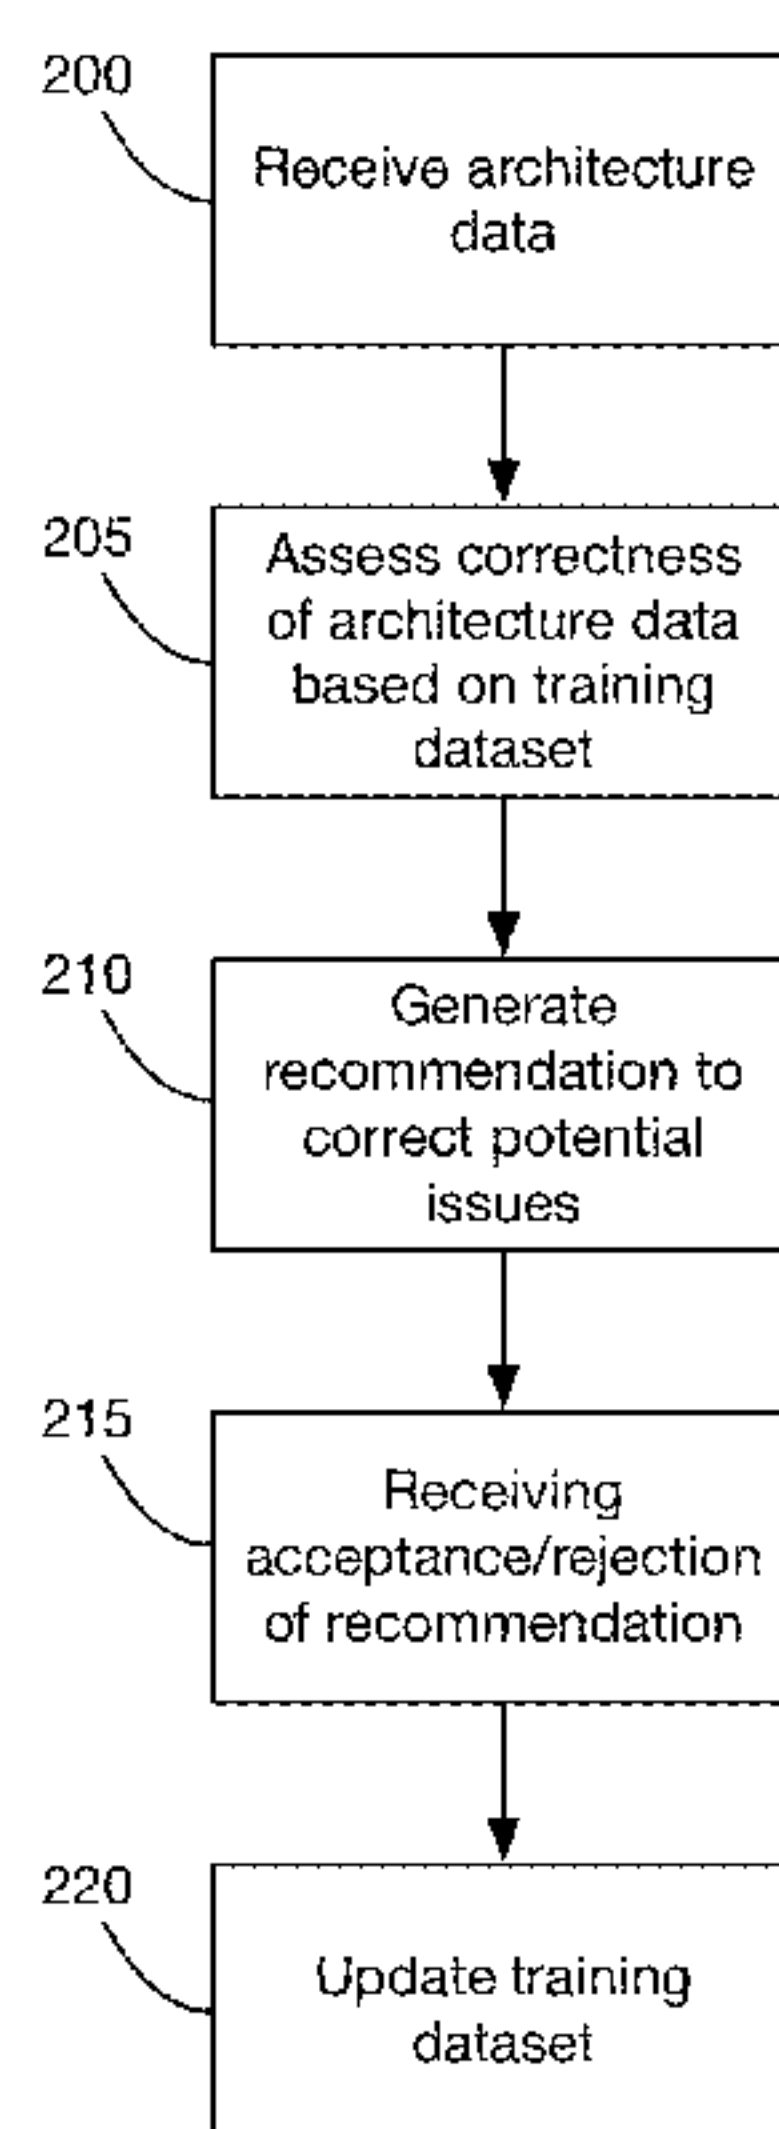 200
Receive architecture
data
205
Assess correctness
of architecture data
based on training
dataset
210
Generate
recommendation to
correct potential
issues
215
Receiving
acceptance/rejection
of recommendation
220
Update training
dataset